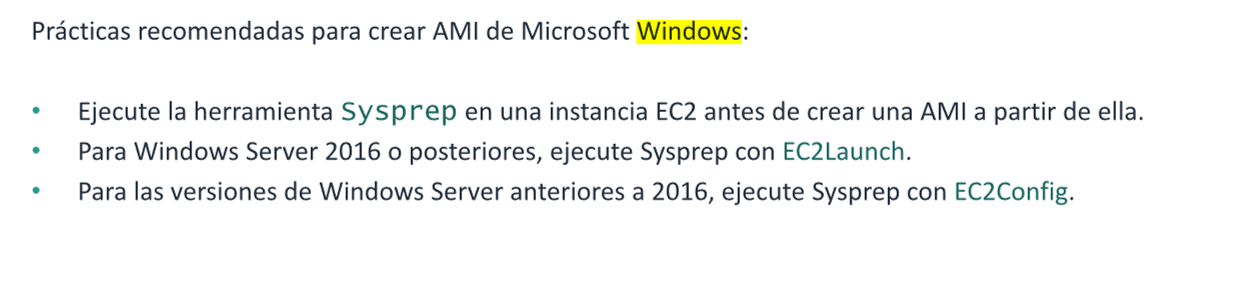 Prácticas recomendadas para crear AMI de Microsoft Windows:
• Ejecute la herramienta Sysprep en una instancia EC2 antes de crear una AMI a partir de ella.
• Para Windows Server 2016 o posteriores, ejecute Sysprep con EC2Launch.
• Para las versiones de Windows Server anteriores a 2016, ejecute Sysprep con EC2Config.